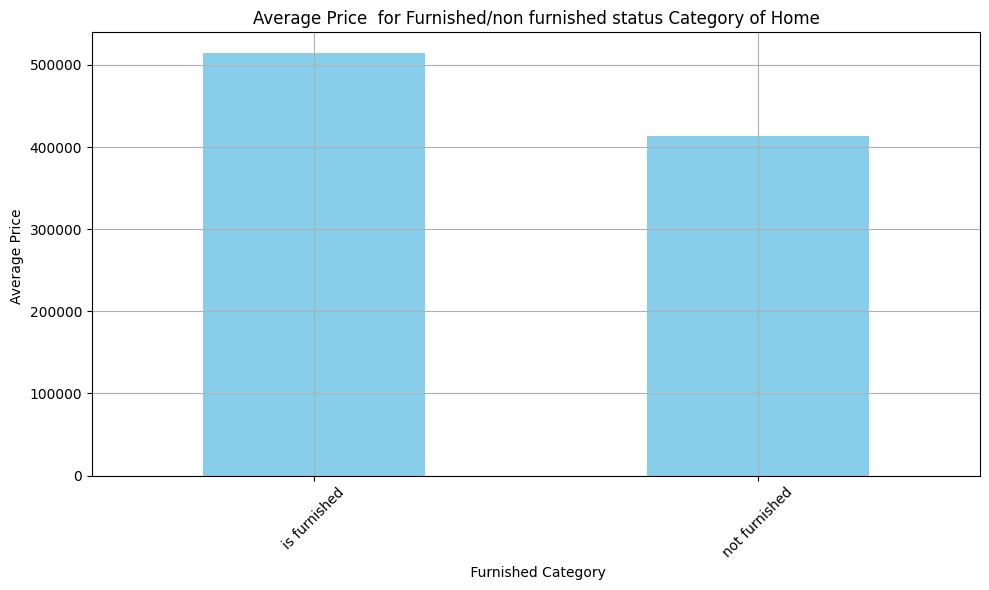 Average Price  for Furnished/non furnished status Category of Home
Average Price
500000
400000
300000
200000
100000
0
is furnished
not furnished
Furnished Category